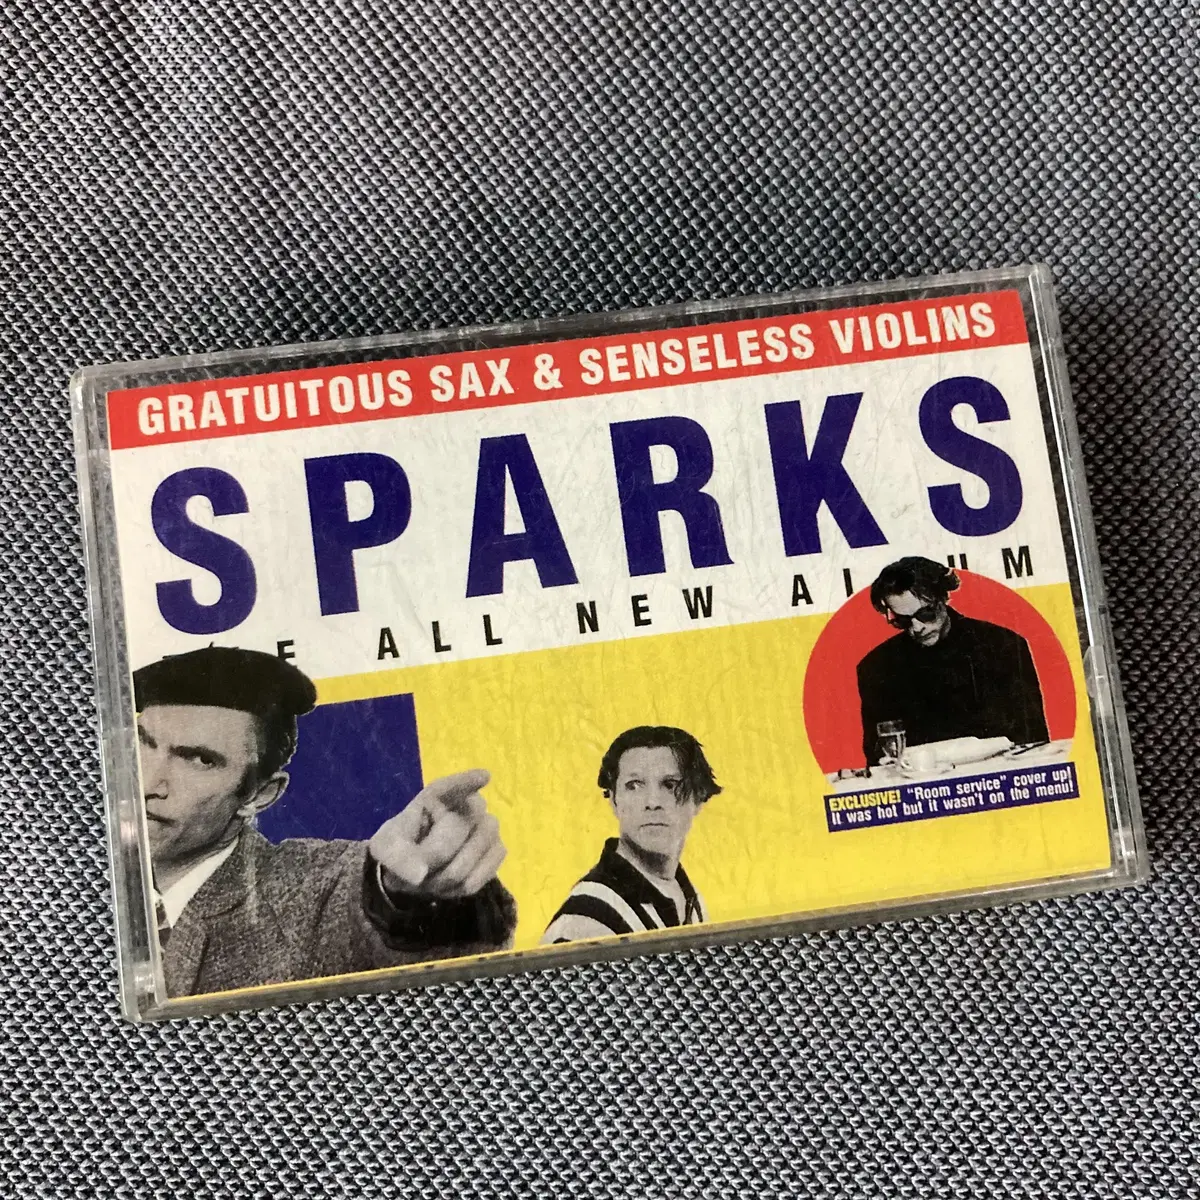 GRATUITOUS SAX & SENSELESS VIOLINS
SPARKS
ALL NEW
EXCLUSIVE! "Room service" cover up!
It was hot but it wasn't on the menu!